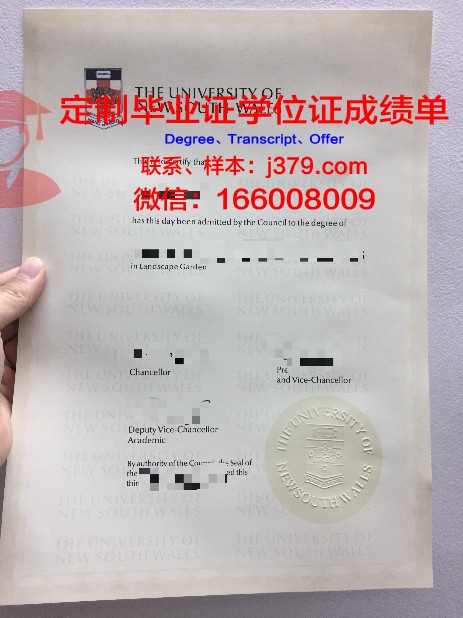 THE UNIVERSITY OF
NEW SOUTH WALES
定制毕业证学位证成绩单
Degree、Transcript、Offer
联系、样本：j379.com
微信：166008009
has this day been admitted by the Council to the degree of
in Landscape Garden
Chancellor
and Vice-Chancellor
Deputy Vice-Chancellor
Academic
By authority of the Council, the Seal of
the
this
THE UNIVERSITY OF
NEW SOUTH WALES